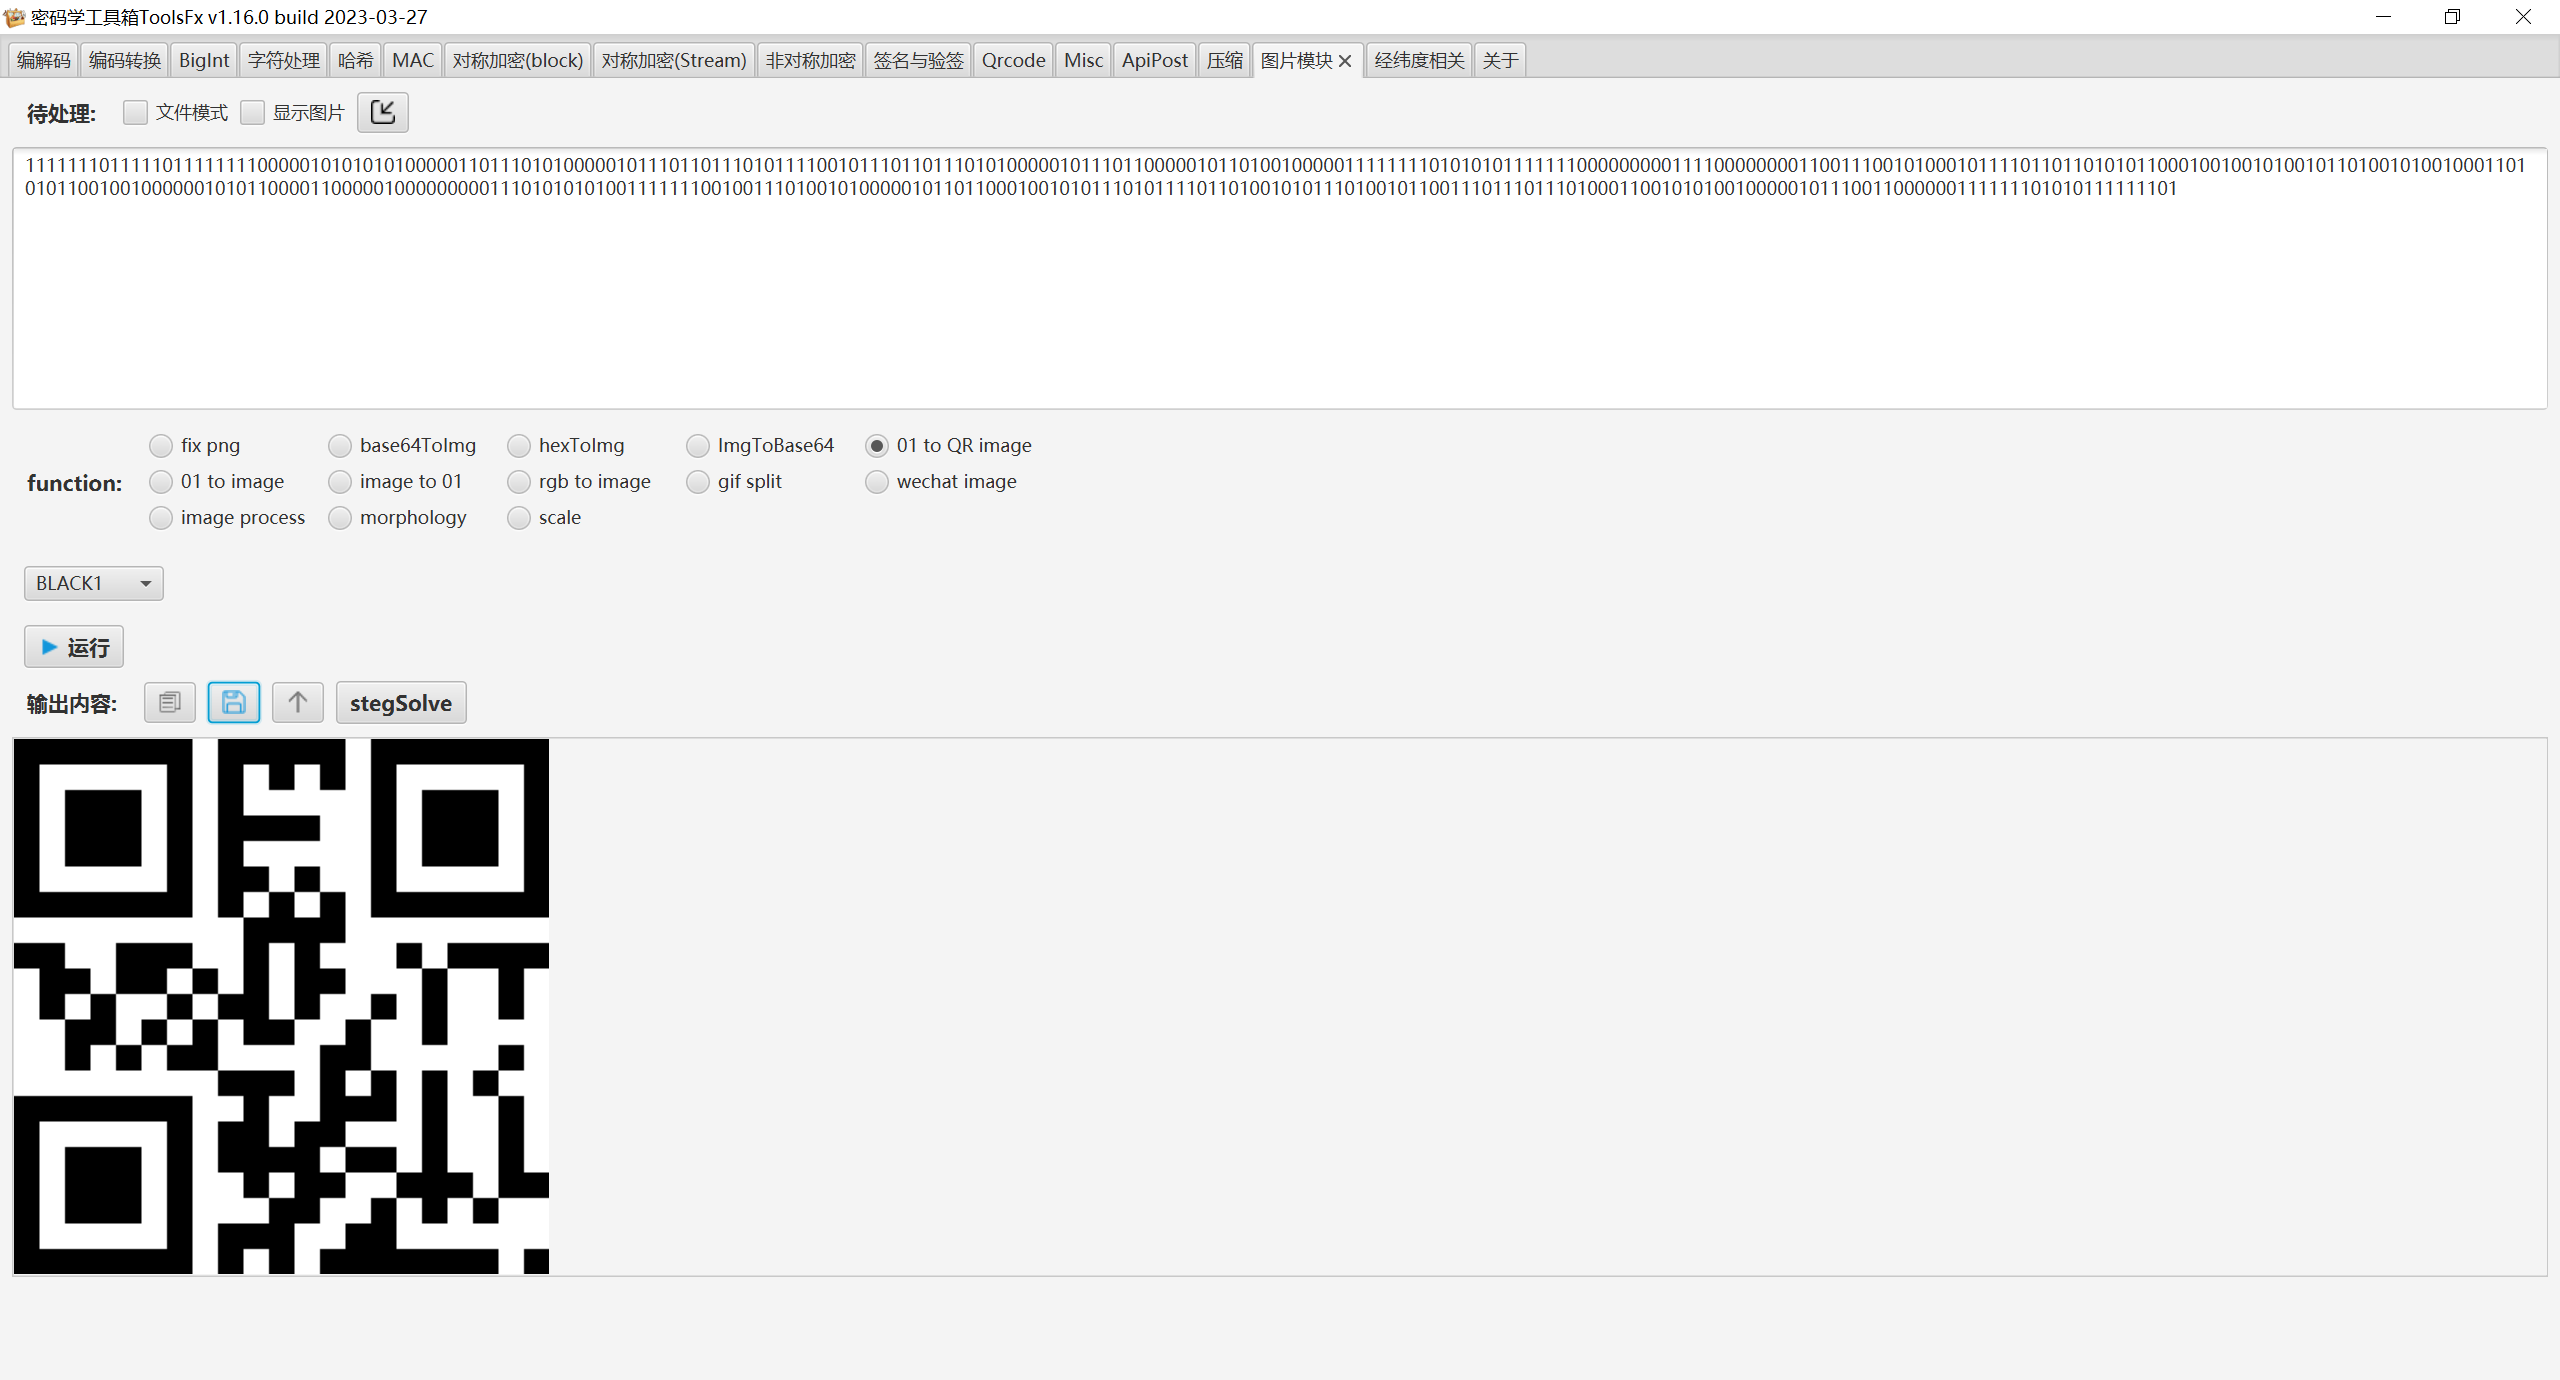 密码学工具箱ToolsFx v1.16.0 build 2023-03-27
编解码 编码转换 BigInt 字符处理 哈希 MAC 对称加密(block) 对称加密(Stream) 非对称加密 签名与验签 Qrcode Misc ApiPost 压缩 图片模块 经纬度相关 关于
待处理: 文件模式 显示图片
111111101111101111111100000101010101000001101110101000001011101101110101111001011101101110101000001011101100000101101001000001111111101010101111111000000000111100000000110011100101000101111011011010101100010010010100101101001010010001101
010110010010000001010110000110000010000000001110101010100111111100100111010010100000101101100010010101110101111011010010101110100101100111011101110100011001010100100000101110011000000111111101010111111101
fix png base64ToImg hexToImg ImgToBase64 01 to QR image
function: 01 to image image to 01 rgb to image gif split wechat image
image process morphology scale
BLACK1
运行
输出内容: stegSolve